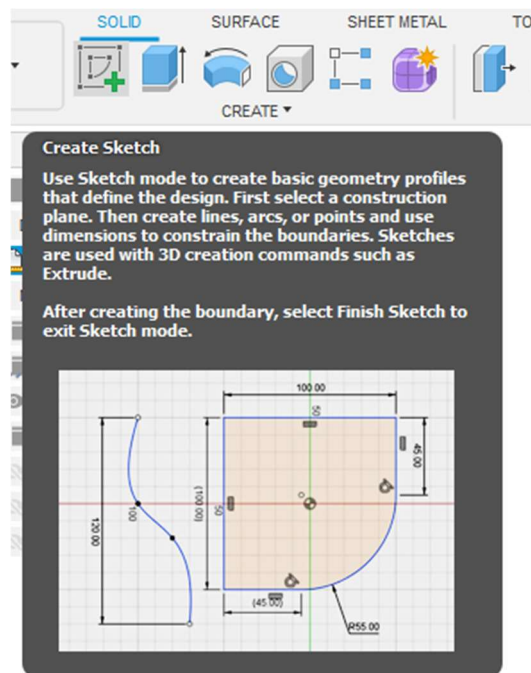 SOLID SURFACE SHEET METAL TO
CREATE ▾
Create Sketch
Use Sketch mode to create basic geometry profiles
that define the design. First select a construction
plane. Then create lines, arcs, or points and use
dimensions to constrain the boundaries. Sketches
are used with 3D creation commands such as
Extrude.
After creating the boundary, select Finish Sketch to
exit Sketch mode.
100.00
50
45.00
120.00
100
(100.00)
50
(45.00)
R55.00